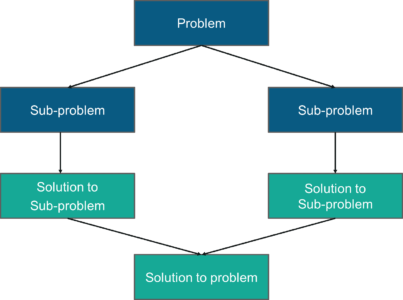 Problem
Sub-problem
Sub-problem
Solution to
Sub-problem
Solution to
Sub-problem
Solution to problem